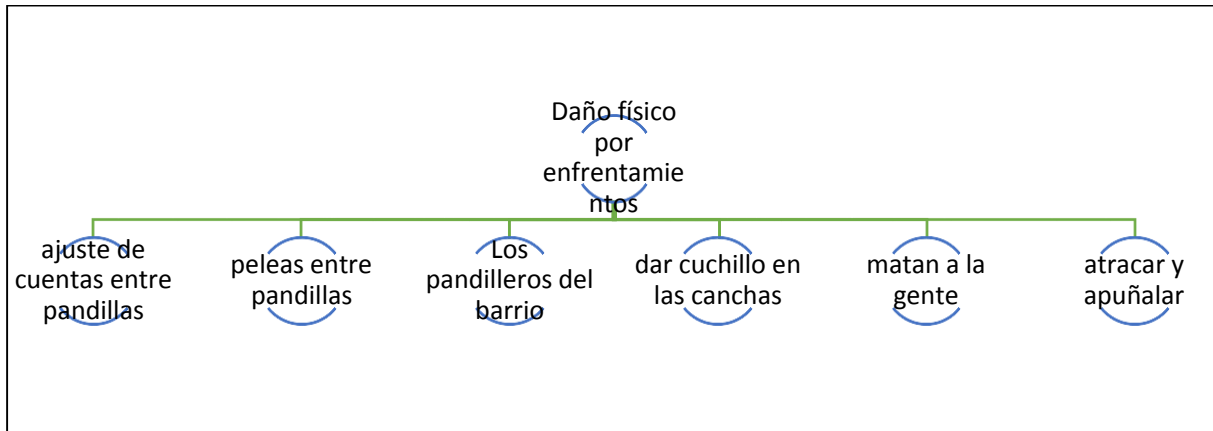 Daño físico
por
enfrentamie
ntos
ajuste de
cuentas entre
pandillas
peleas entre
pandillas
Los
pandilleros del
barrio
dar cuchillo en
las canchas
matan a la
gente
atracar y
apuñalar